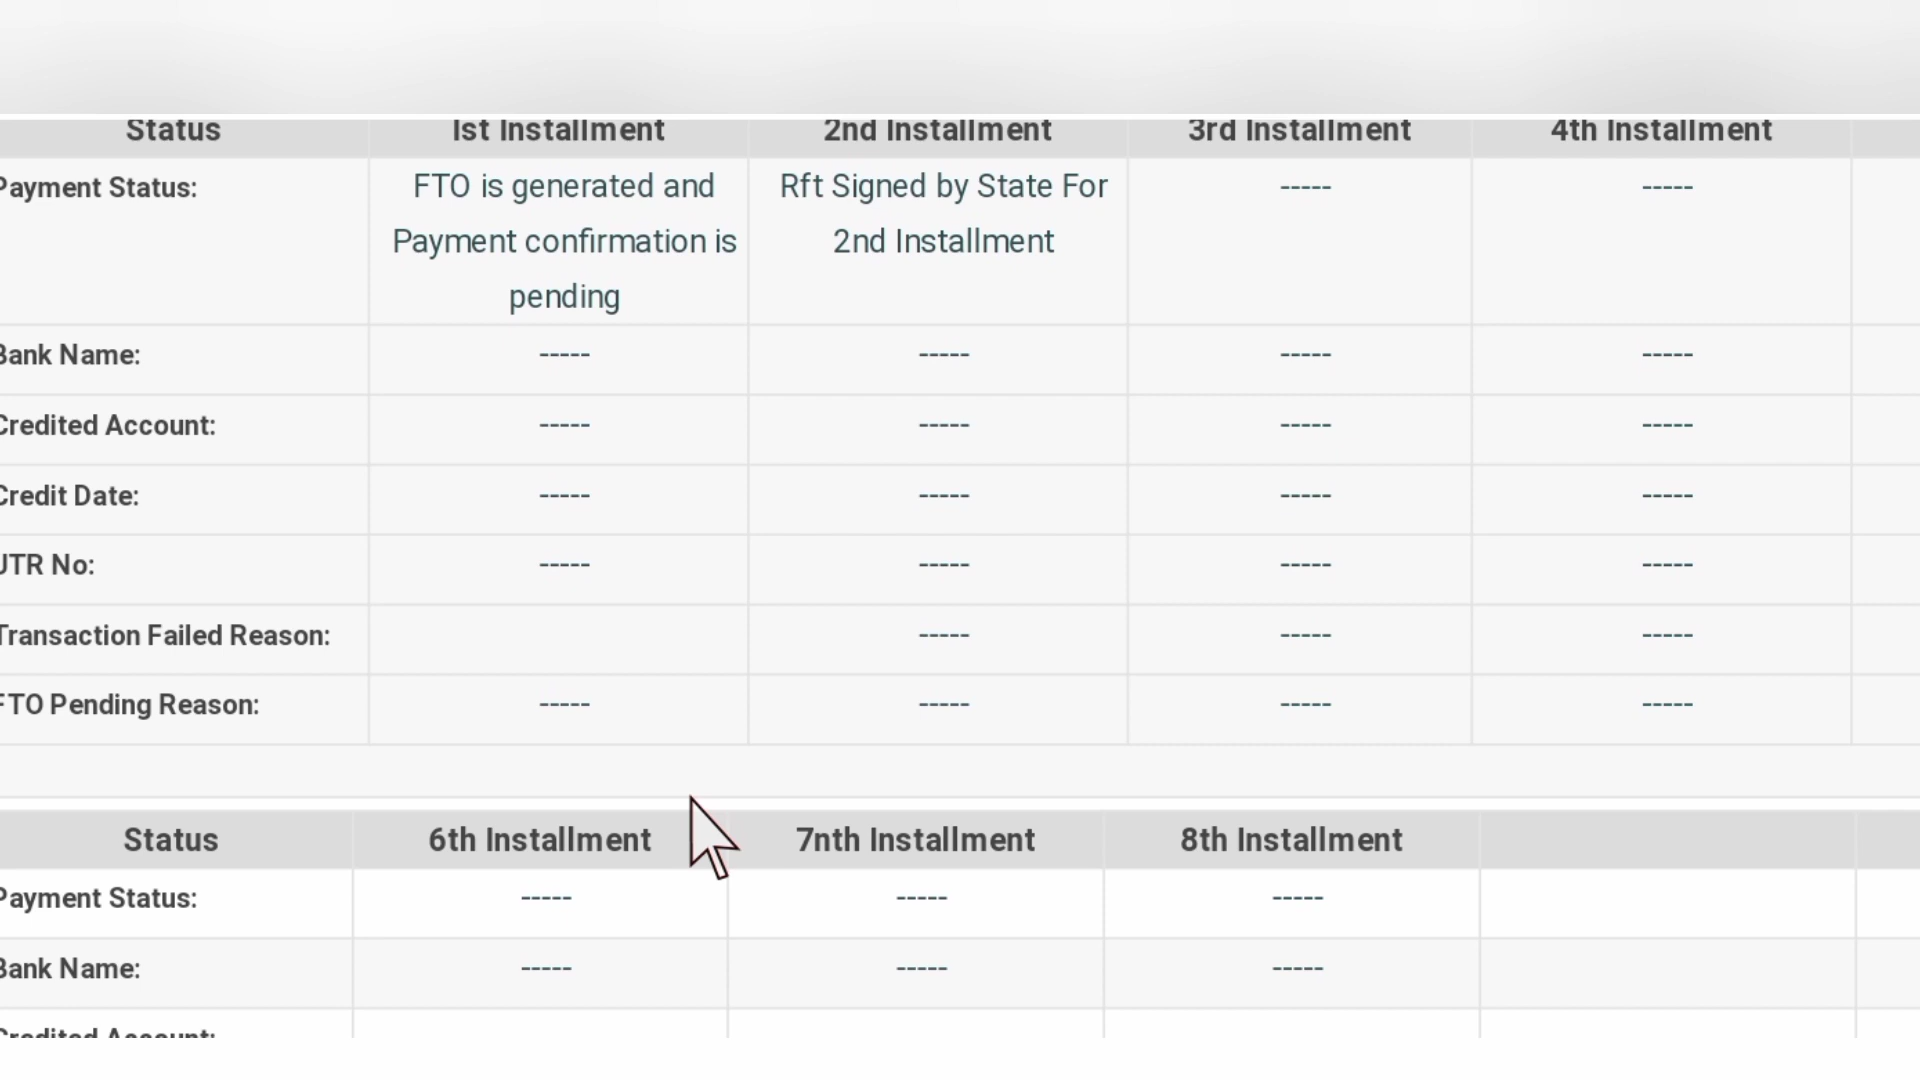 Status Ist Installment 2nd Installment 3rd Installment 4th Installment
Payment Status: FTO is generated and Rft Signed by State For ----- -----
Payment confirmation is 2nd Installment
pending
Bank Name: ----- ----- ----- -----
Credited Account: ----- ----- ----- -----
Credit Date: ----- ----- ----- -----
UTR No: ----- ----- ----- -----
Transaction Failed Reason: ----- ----- -----
FTO Pending Reason: ----- ----- ----- -----
Status 6th Installment 7nth Installment 8th Installment
Payment Status: ----- ----- -----
Bank Name: ----- ----- -----
Credited Account: